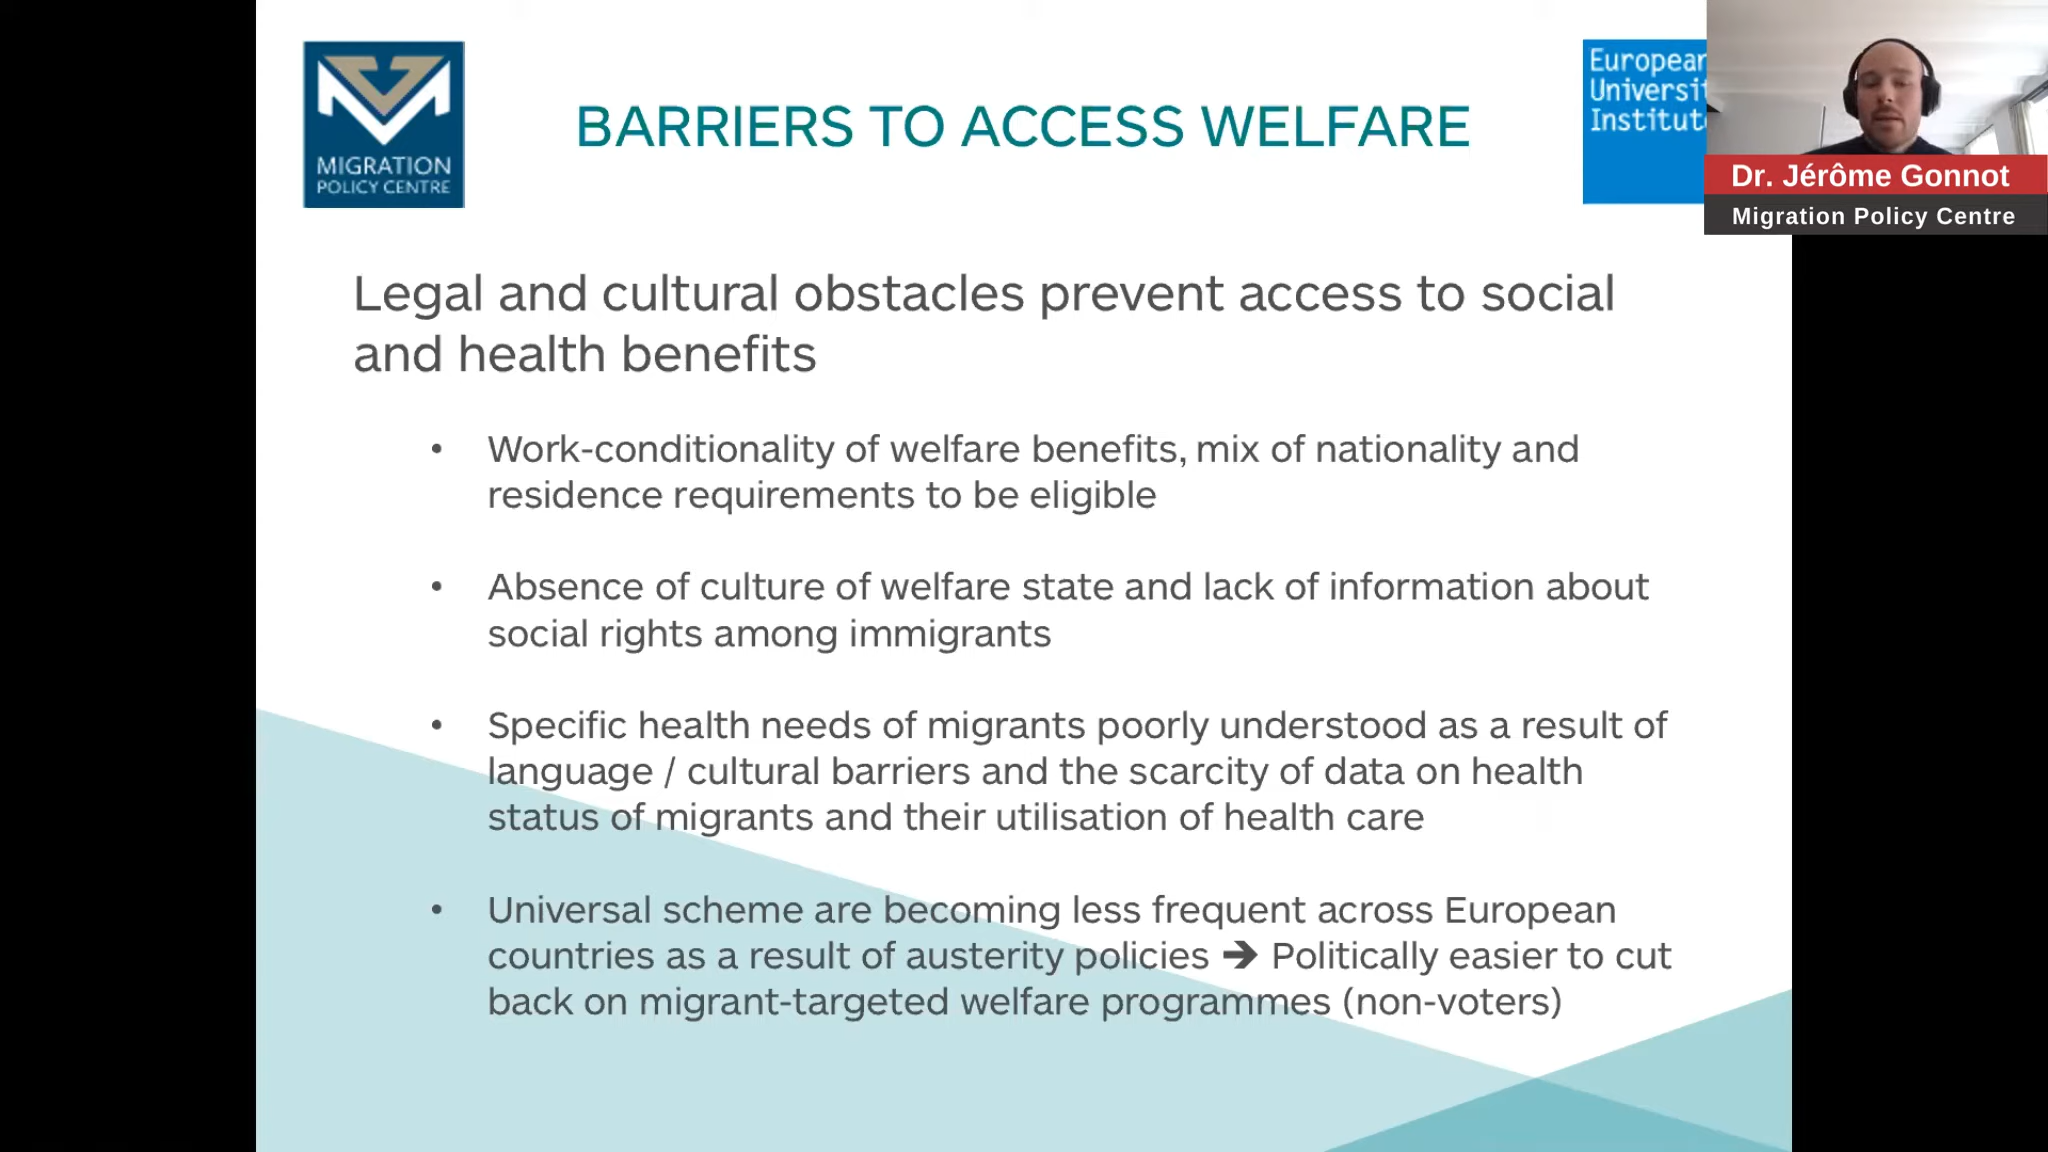 MIGRATION
POLICY CENTRE
BARRIERS TO ACCESS WELFARE
European
Universit
Institute
Dr. Jérôme Gonnot
Migration Policy Centre
Legal and cultural obstacles prevent access to social
and health benefits
• Work-conditionality of welfare benefits, mix of nationality and
residence requirements to be eligible
• Absence of culture of welfare state and lack of information about
social rights among immigrants
• Specific health needs of migrants poorly understood as a result of
language / cultural barriers and the scarcity of data on health
status of migrants and their utilisation of health care
• Universal scheme are becoming less frequent across European
countries as a result of austerity policies ➔ Politically easier to cut
back on migrant-targeted welfare programmes (non-voters)